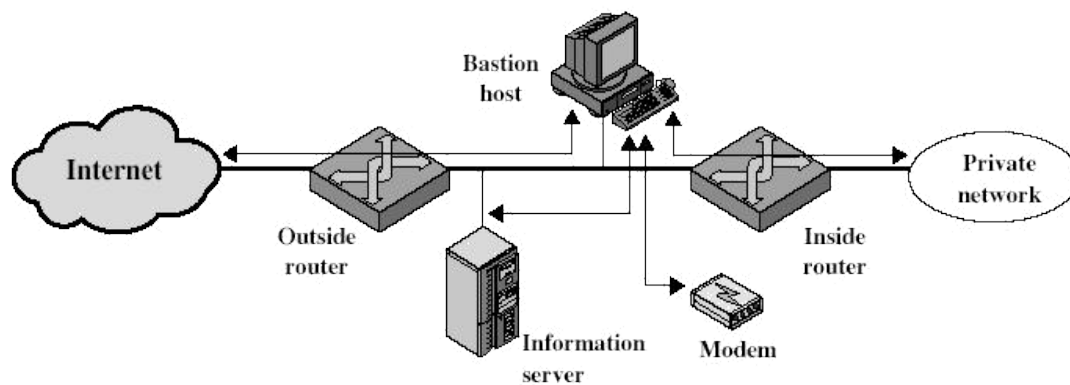 Bastion
host
Internet
Private
network
Outside
router
Inside
router
Information
server
Modem